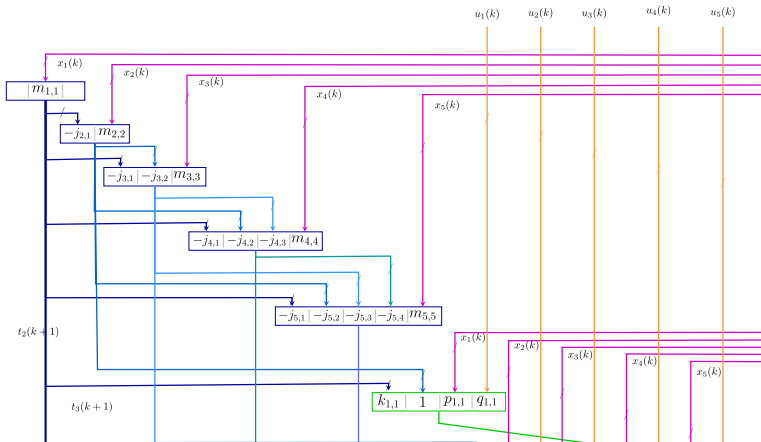 u₁(k) u₂(k) u₃(k) u₄(k) u₅(k)
x₁(k)
x₂(k)
x₃(k)
x₄(k)
x₅(k)
|m₁,₁|
−j₂,₁|m₂,₂
−j₃,₁|−j₃,₂|m₃,₃
−j₄,₁|−j₄,₂|−j₄,₃|m₄,₄
−j₅,₁|−j₅,₂|−j₅,₃|−j₅,₄|m₅,₅
t₂(k+1)
x₁(k)
x₂(k)
x₃(k)
x₄(k)
x₅(k)
k₁,₁| 1 |p₁,₁|q₁,₁
t₃(k+1)